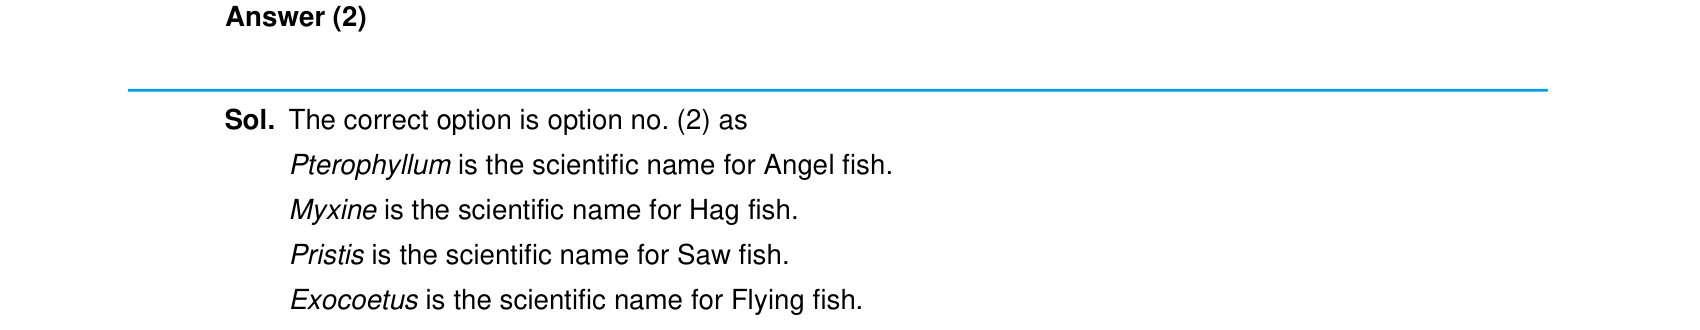 Answer (2)
Sol. The correct option is option no. (2) as
Pterophyllum is the scientific name for Angel fish.
Myxine is the scientific name for Hag fish.
Pristis is the scientific name for Saw fish.
Exocoetus is the scientific name for Flying fish.